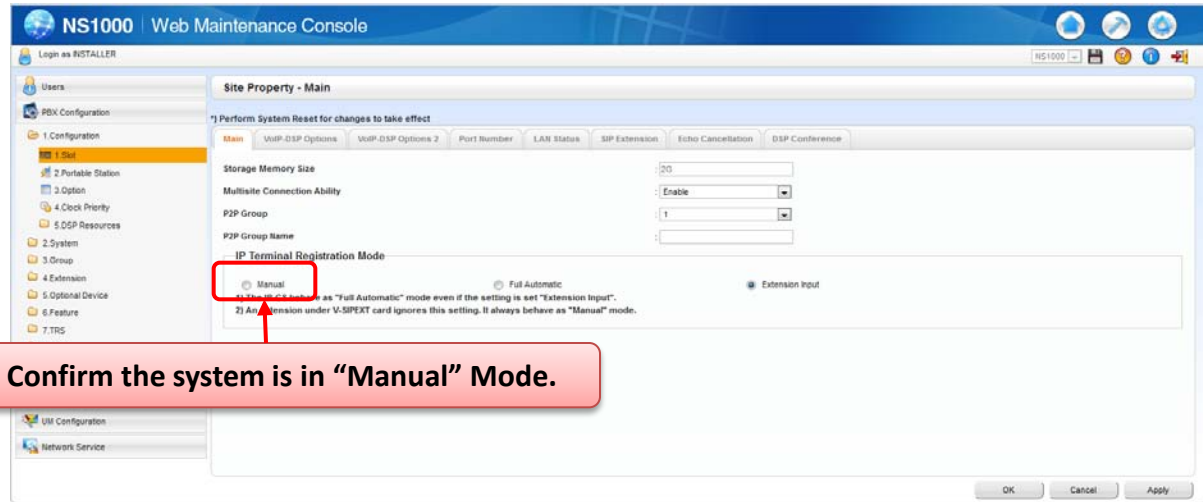 NS1000 Web Maintenance Console
Login as INSTALLER
NS1000
Users
PBX Configuration
1.Configuration
1.Slot
2.Portable Station
3.Option
4.Clock Priority
5.DSP Resources
2.System
3.Group
4.Extension
5.Optional Device
6.Feature
7.TRS
UM Configuration
Network Service
Site Property - Main
*) Perform System Reset for changes to take effect
Main VoIP-DSP Options VoIP-DSP Options 2 Port Number LAN Status SIP Extension Echo Cancellation DSP Conference
Storage Memory Size : 2G
Multisite Connection Ability : Enable
P2P Group : 1
P2P Group Name :
IP Terminal Registration Mode
Manual Full Automatic Extension Input
1) The IP-CS behave as "Full Automatic" mode even if the setting is set "Extension Input".
2) An extension under V-SIPEXT card ignores this setting. It always behave as "Manual" mode.
Confirm the system is in “Manual” Mode.
OK Cancel Apply